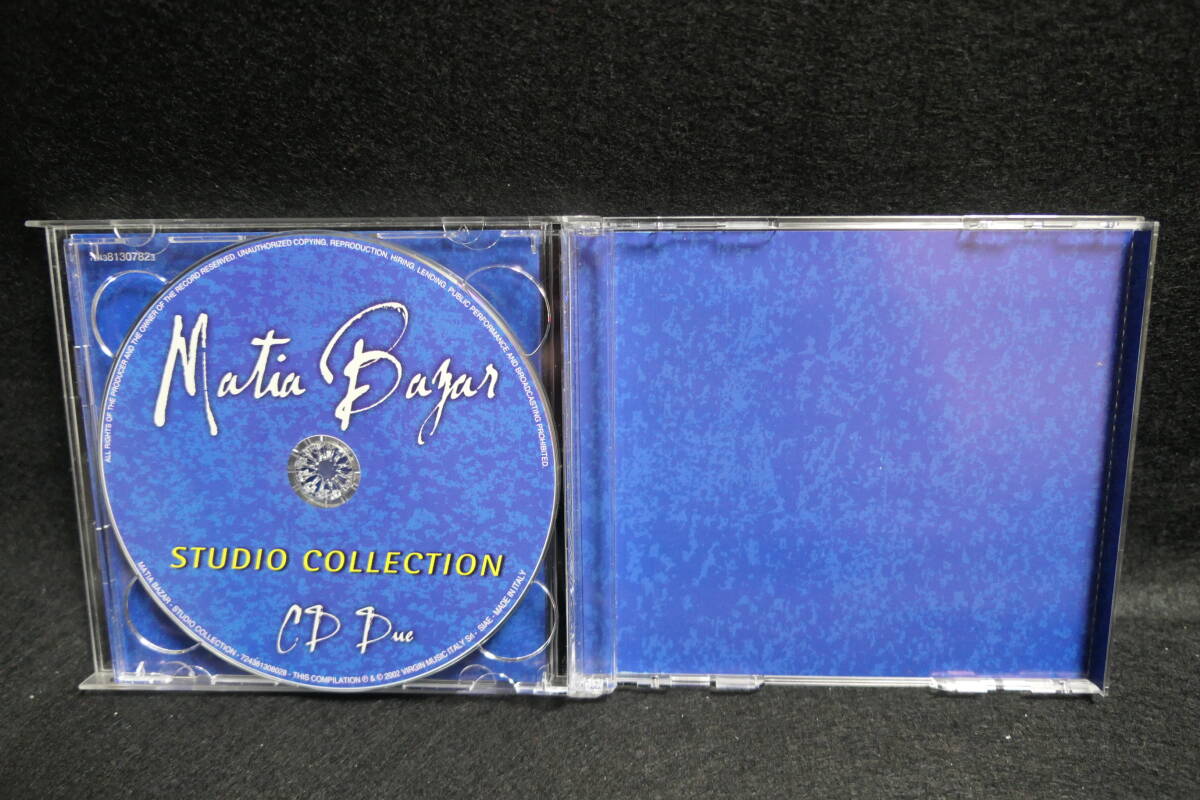 ALL RIGHTS OF THE PRODUCER AND THE OWNER OF THE RECORD RESERVED. UNAUTHORIZED COPYING, REPRODUCTION, HIRING, LENDING, PUBLIC PERFORMANCE AND BROADCASTING PROHIBITED.
Matia Bazar
STUDIO COLLECTION
CD Due
MATIA BAZAR - STUDIO COLLECTION - 724381308028 - THIS COMPILATION ℗ & © 2002 VIRGIN MUSIC ITALY Srl - SIAE - MADE IN ITALY